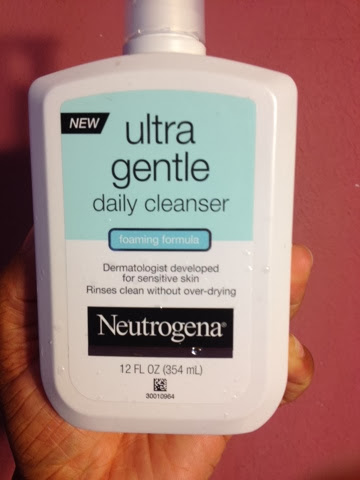 NEW
ultra
gentle
daily cleanser
foaming formula
Dermatologist developed
for sensitive skin
Rinses clean without over-drying
Neutrogena®
12 FL OZ (354 mL)
30010964